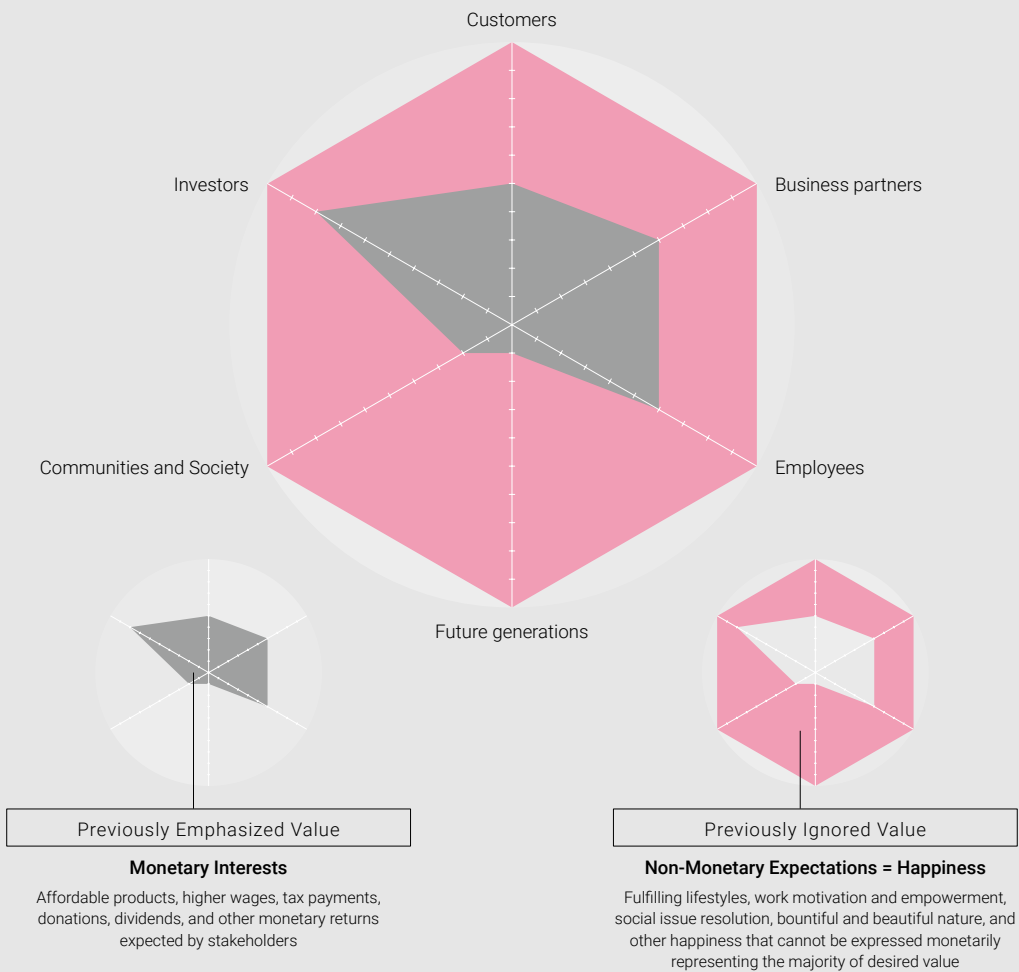 Customers
Investors
Business partners
Communities and Society
Employees
Future generations
Previously Emphasized Value
Monetary Interests
Affordable products, higher wages, tax payments,
donations, dividends, and other monetary returns
expected by stakeholders
Previously Ignored Value
Non-Monetary Expectations = Happiness
Fulfilling lifestyles, work motivation and empowerment,
social issue resolution, bountiful and beautiful nature, and
other happiness that cannot be expressed monetarily
representing the majority of desired value